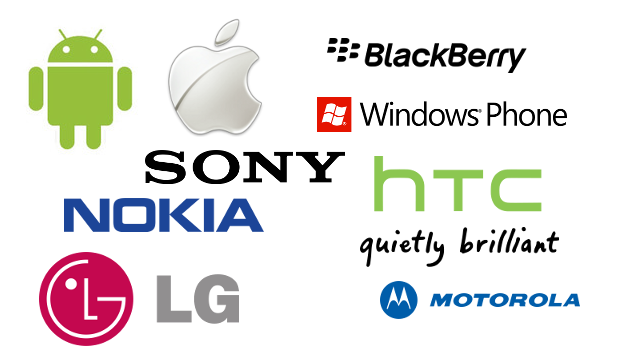 BlackBerry
Windows® Phone
SONY
hTC
NOKIA
quietly brilliant
LG
MOTOROLA